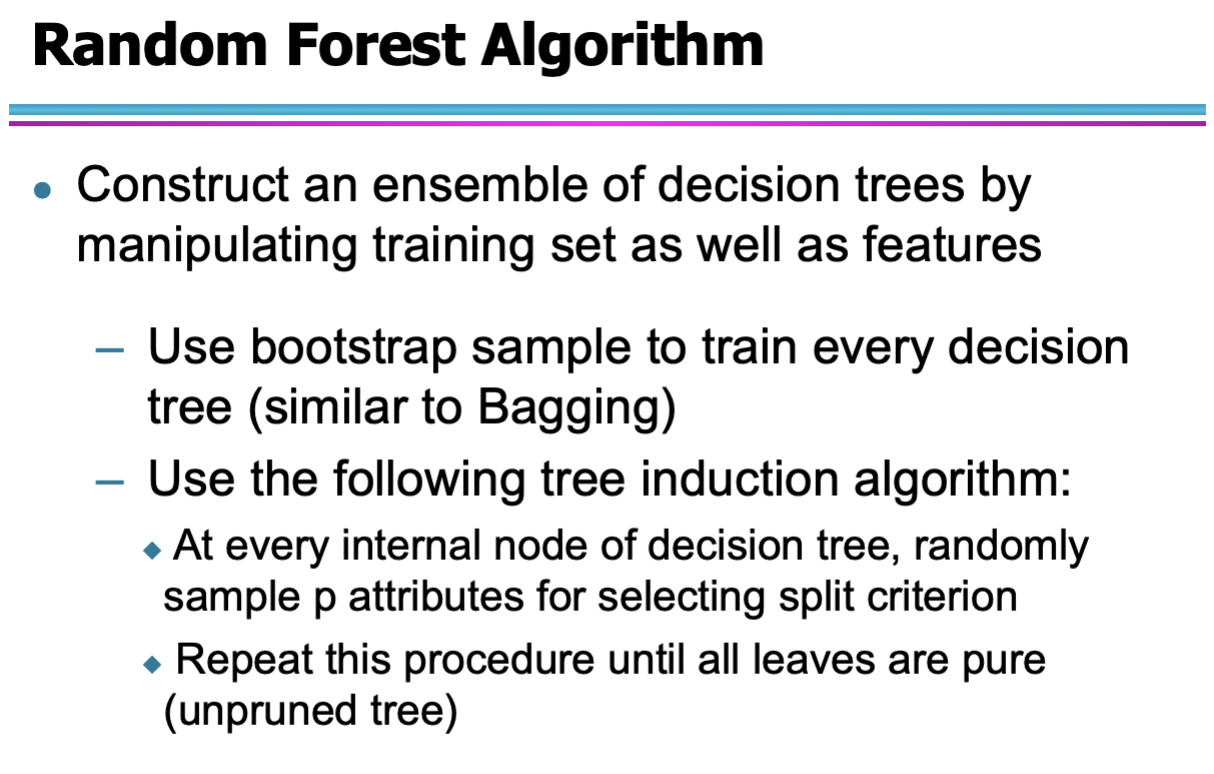 Random Forest Algorithm
• Construct an ensemble of decision trees by
manipulating training set as well as features
– Use bootstrap sample to train every decision
tree (similar to Bagging)
– Use the following tree induction algorithm:
◆ At every internal node of decision tree, randomly
sample p attributes for selecting split criterion
◆ Repeat this procedure until all leaves are pure
(unpruned tree)